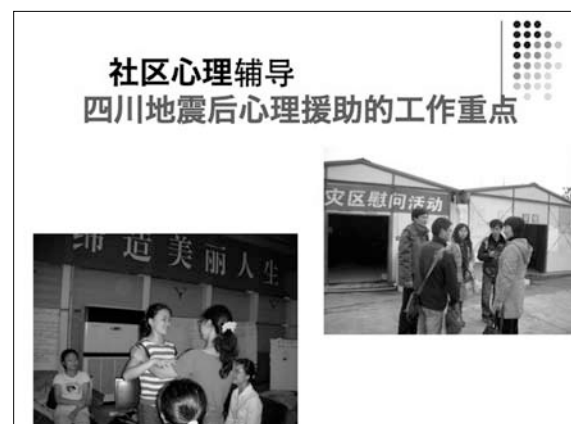 社区心理辅导
四川地震后心理援助的工作重点
灾区慰问活动
缔造美丽人生